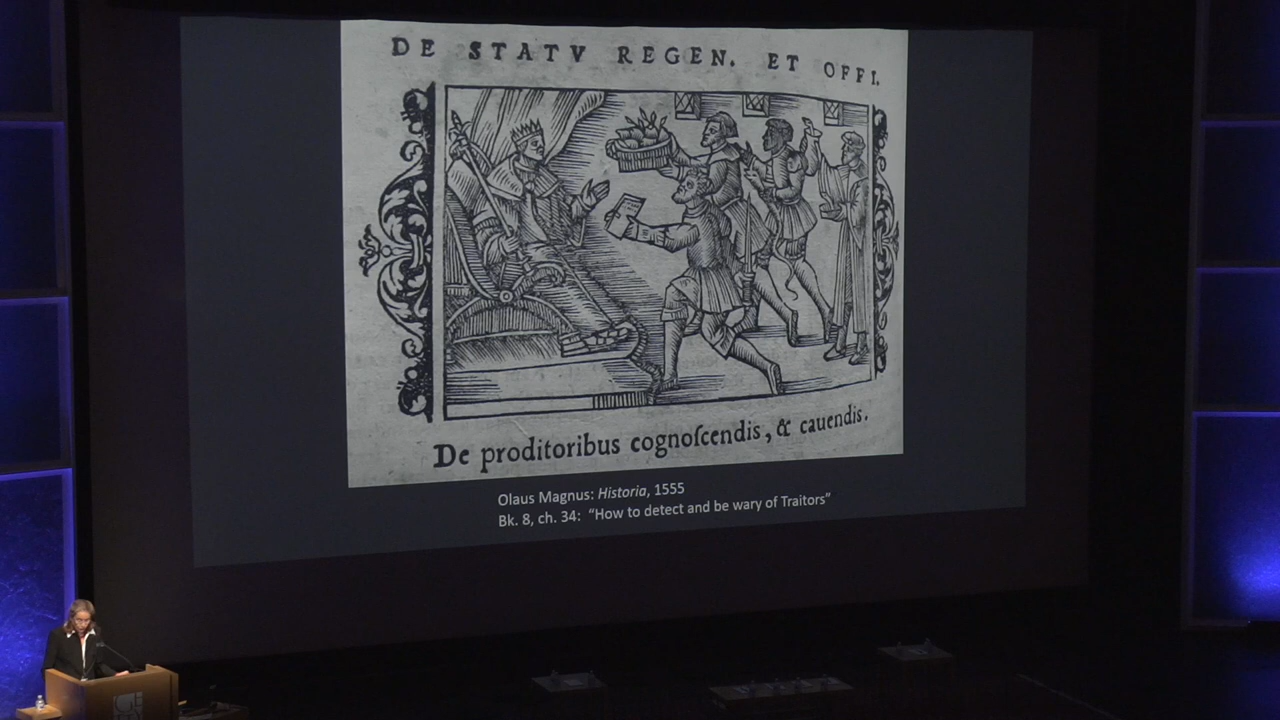 DE STATV REGEN. ET OFFI.
De proditoribus cognoſcendis, & cauendis.
Olaus Magnus: Historia, 1555
Bk. 8, ch. 34: “How to detect and be wary of Traitors”